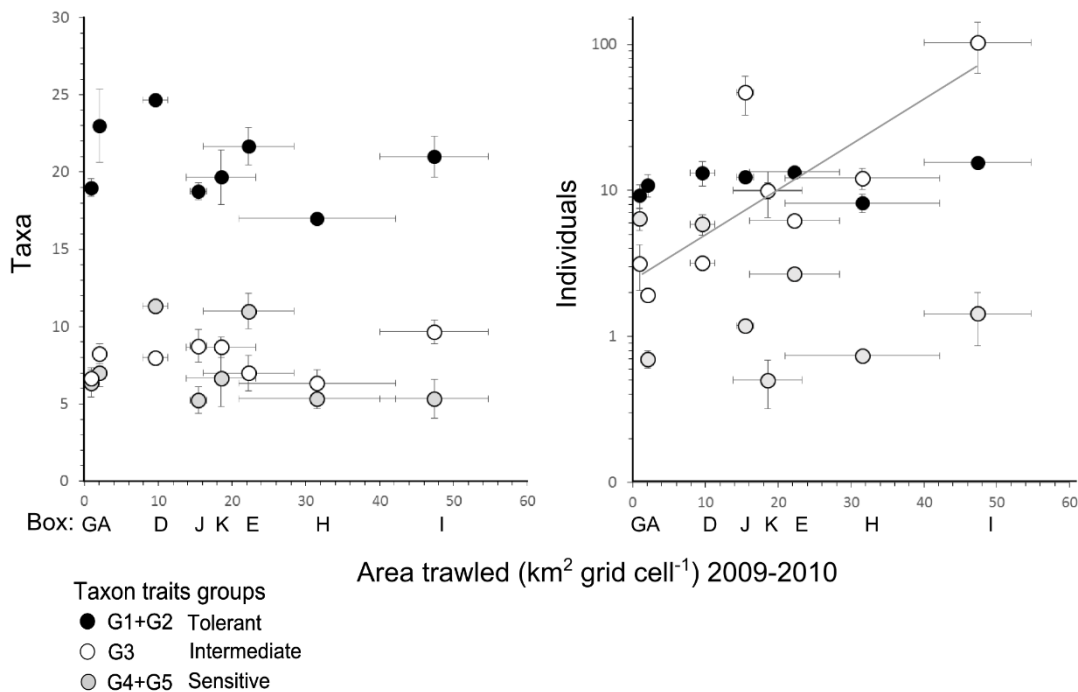 30
25
20
15
10
5
0
Taxa
0 10 20 30 40 50 60
Box: GA D J K E H I
100
10
1
0
Individuals
0 10 20 30 40 50 60
GA D J K E H I
Area trawled (km² grid cell⁻¹) 2009-2010
Taxon traits groups
G1+G2 Tolerant
G3 Intermediate
G4+G5 Sensitive